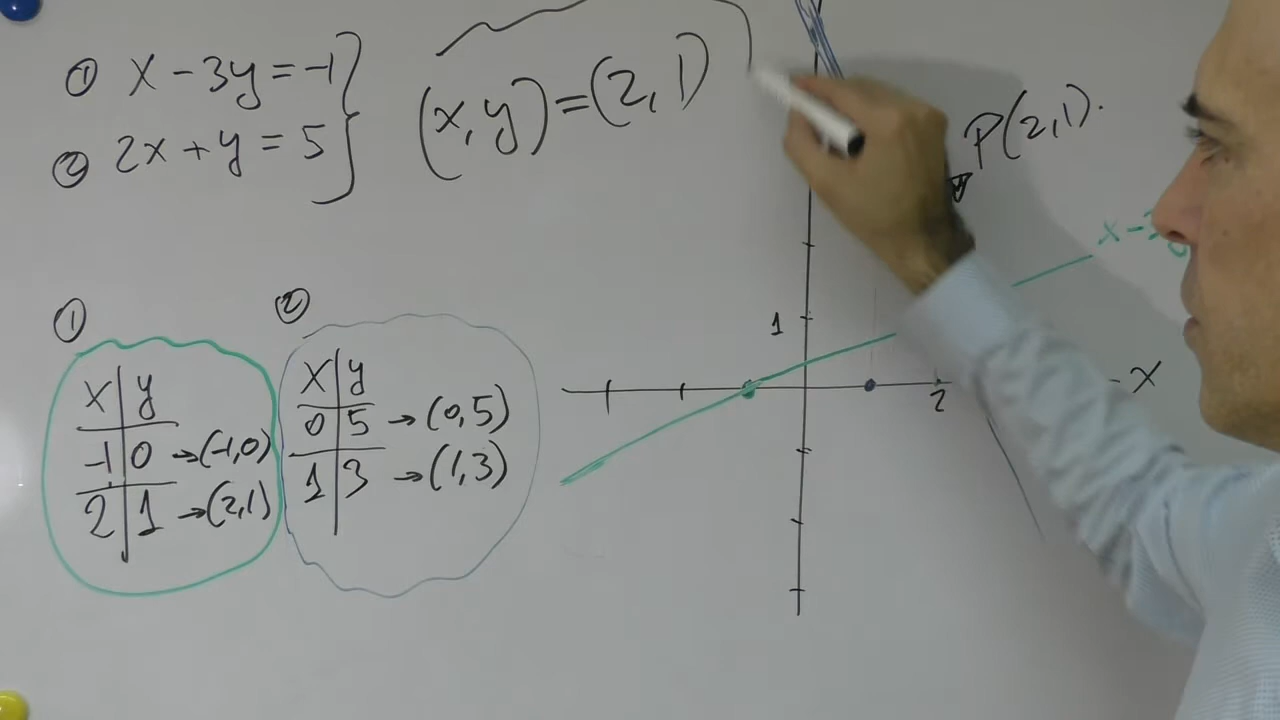 ① x - 3y = -1
② 2x + y = 5
(x, y) = (2, 1)
P(2, 1).
①
x y
-1 0 → (-1, 0)
2 1 → (2, 1)
②
x y
0 5 → (0, 5)
1 3 → (1, 3)
1
2
x
x -